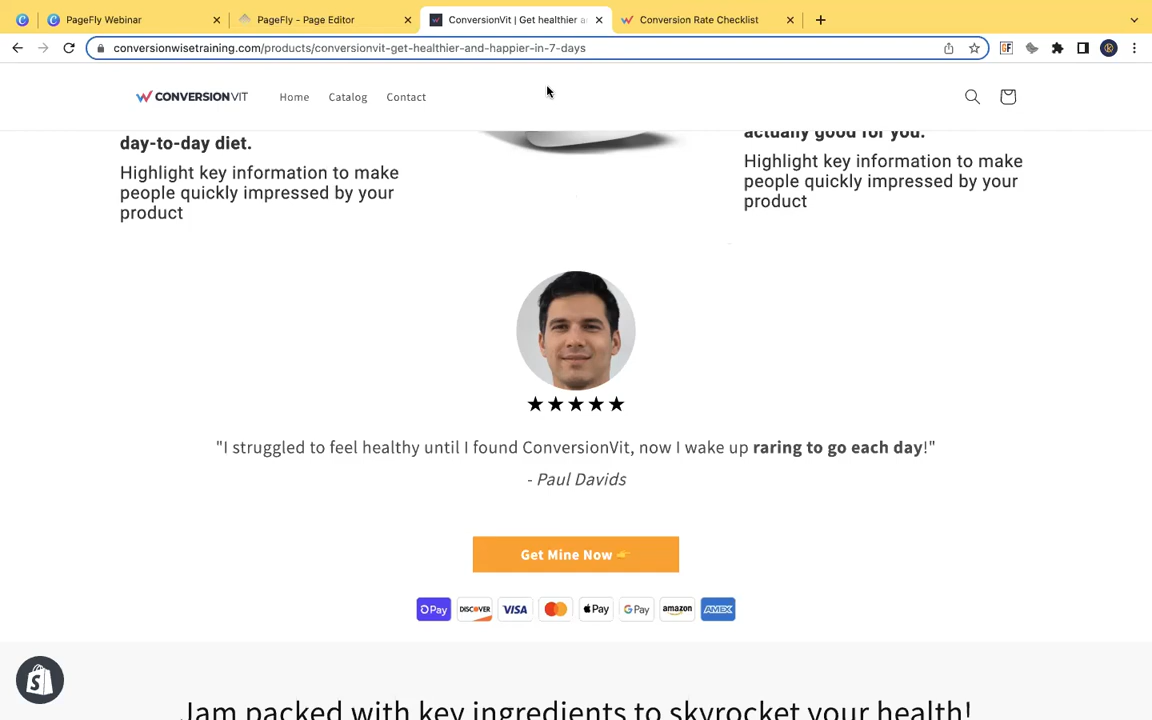 PageFly Webinar
PageFly - Page Editor
ConversionVit | Get healthier a
Conversion Rate Checklist
conversionwisetraining.com/products/conversionvit-get-healthier-and-happier-in-7-days
GF
CONVERSIONVIT
Home
Catalog
Contact
day-to-day diet.
Highlight key information to make
people quickly impressed by your
product
actually good for you.
Highlight key information to make
people quickly impressed by your
product
★★★★★
"I struggled to feel healthy until I found ConversionVit, now I wake up raring to go each day!"
- Paul Davids
Get Mine Now 👉
Pay
DISCOVER
VISA
Pay
G Pay
amazon
AMEX
Jam packed with key ingredients to skyrocket your health!